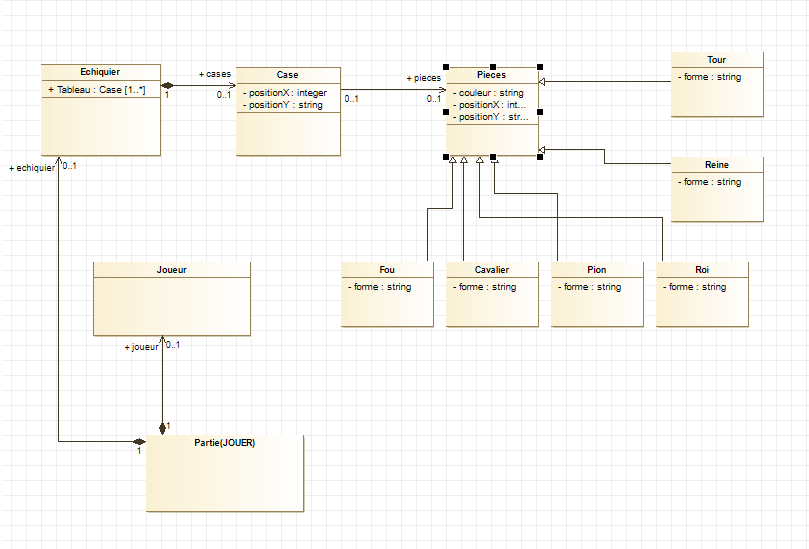 Echiquier
+ Tableau : Case [1..*]
1
+ cases
0..1
Case
- positionX : integer
- positionY : string
0..1
+ pieces
0..1
Pieces
- couleur : string
- positionX : int...
- positionY : str...
Tour
- forme : string
Reine
- forme : string
+ echiquier
0..1
Joueur
Fou
- forme : string
Cavalier
- forme : string
Pion
- forme : string
Roi
- forme : string
+ joueur
0..1
1
1
Partie(JOUER)